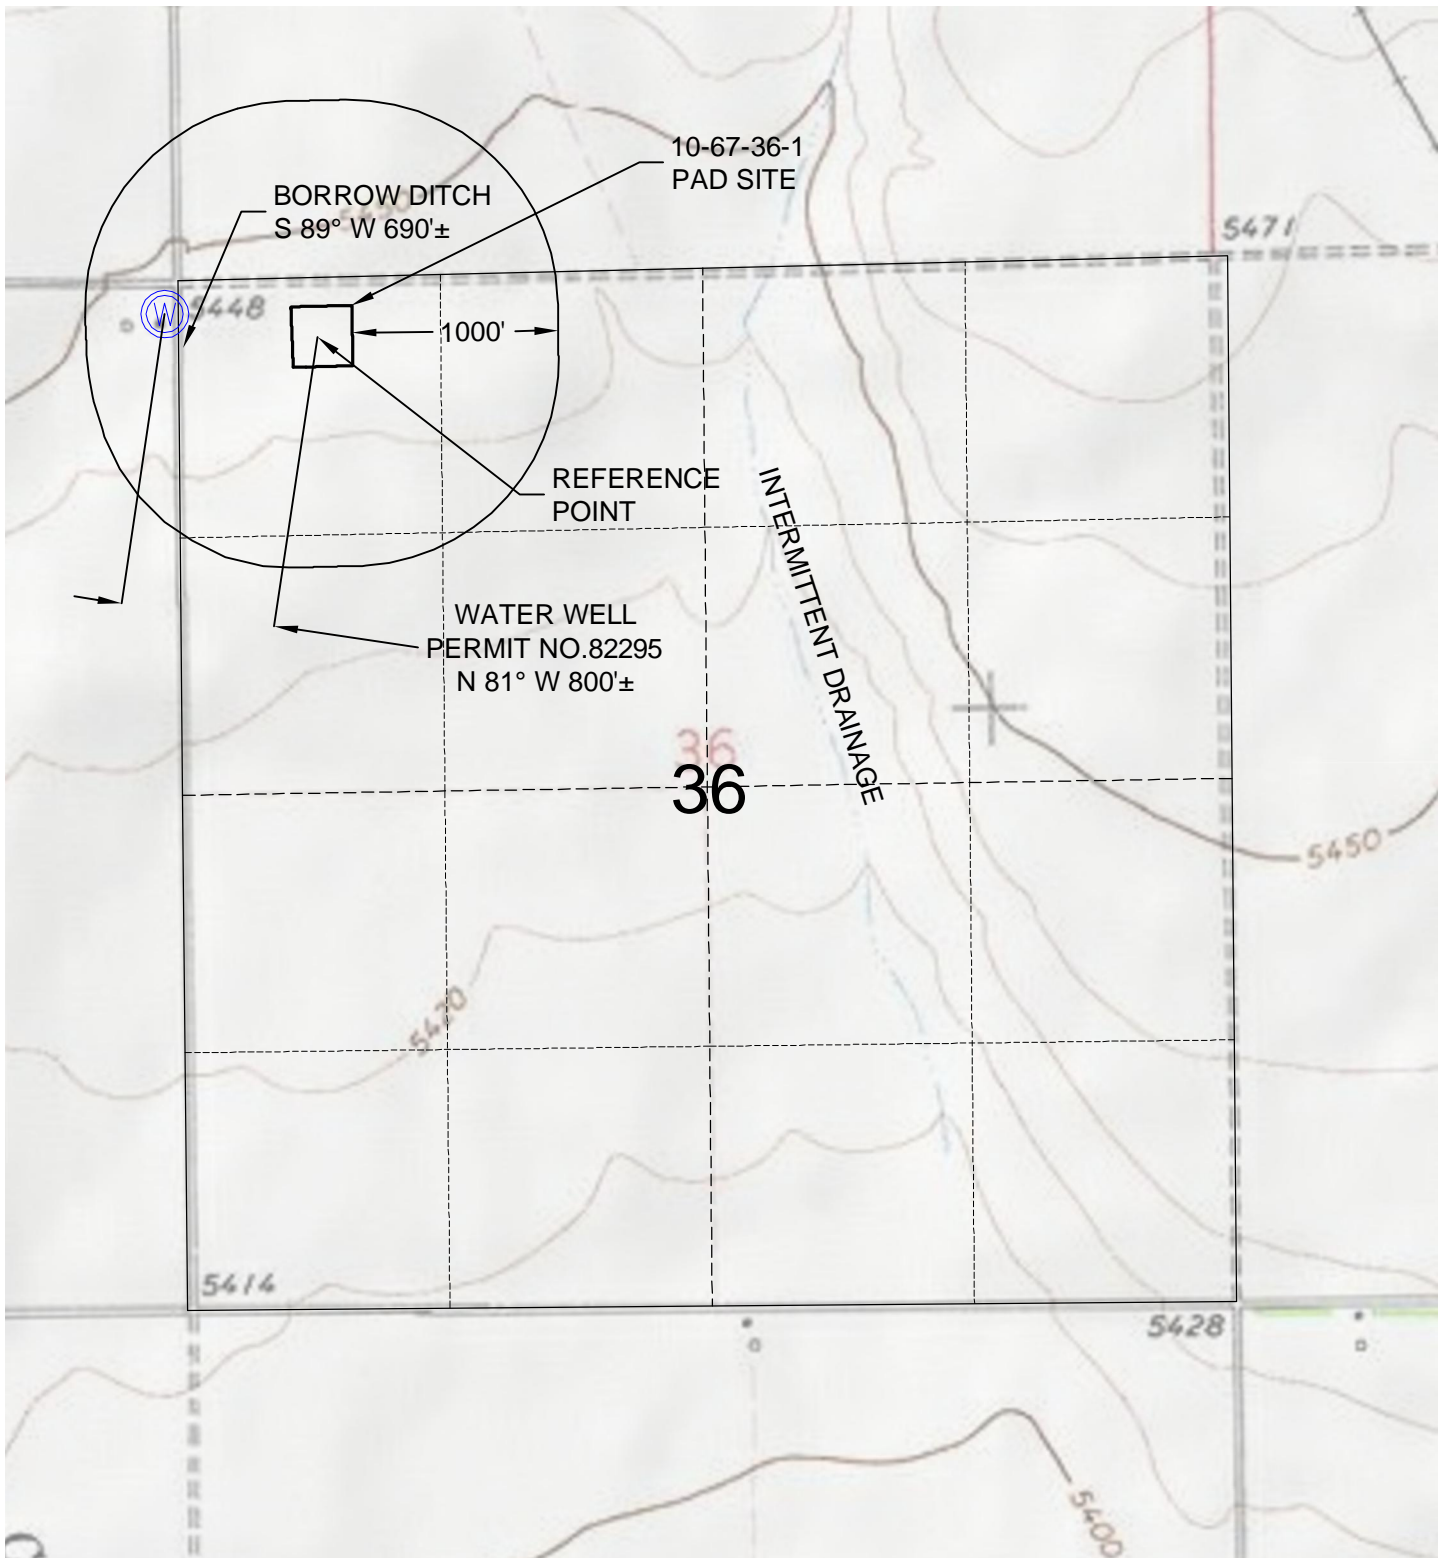 10-67-36-1
PAD SITE
BORROW DITCH
S 89° W 690'±
5450
5471
W
5448
1000'
REFERENCE
POINT
INTERMITTENT DRAINAGE
WATER WELL
PERMIT NO.82295
N 81° W 800'±
36
36
5450
5420
5414
5428
5400